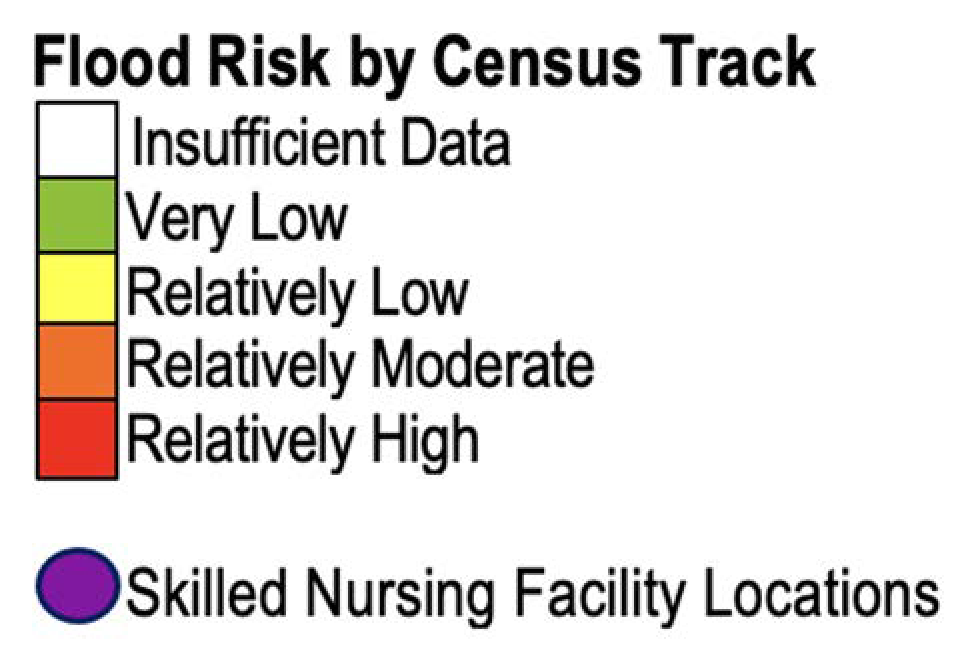 Flood Risk by Census Track
Insufficient Data
Very Low
Relatively Low
Relatively Moderate
Relatively High
Skilled Nursing Facility Locations